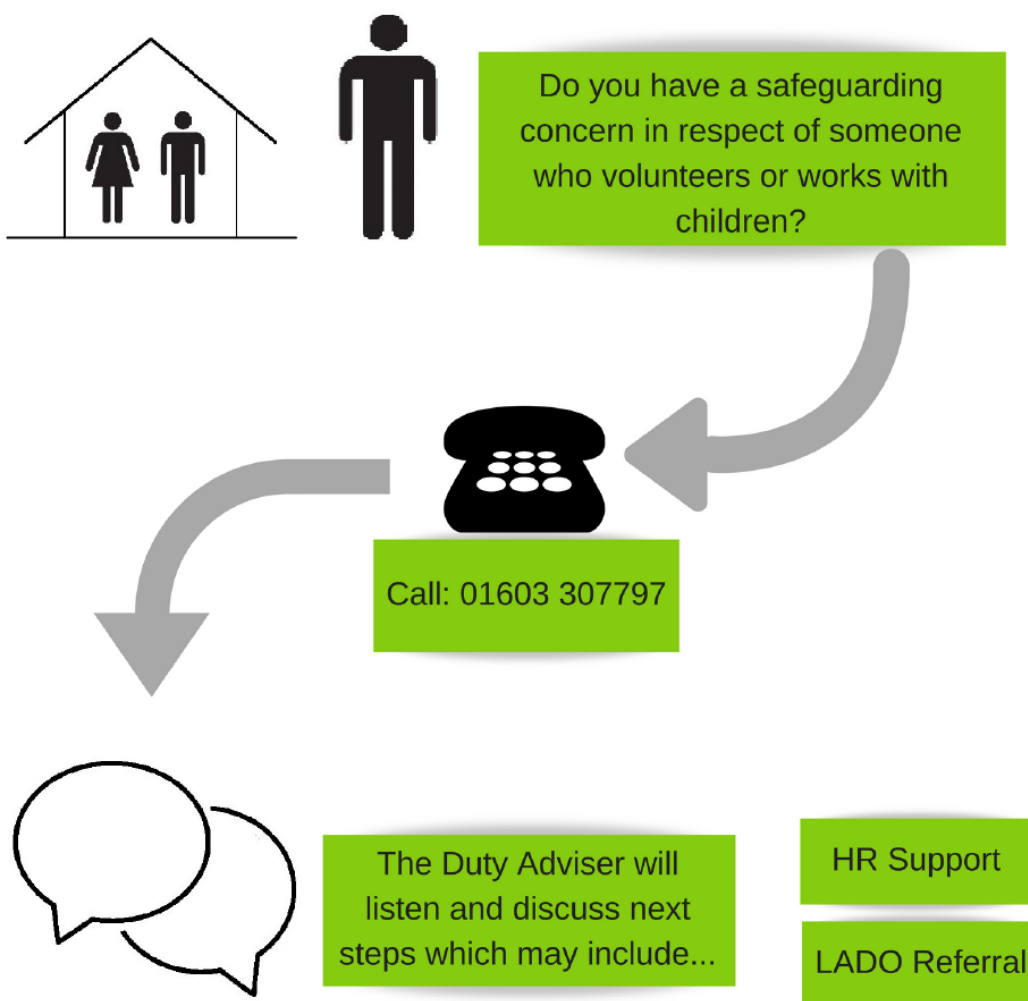 Do you have a safeguarding
concern in respect of someone
who volunteers or works with
children?
Call: 01603 307797
The Duty Adviser will
listen and discuss next
steps which may include...
HR Support
LADO Referral